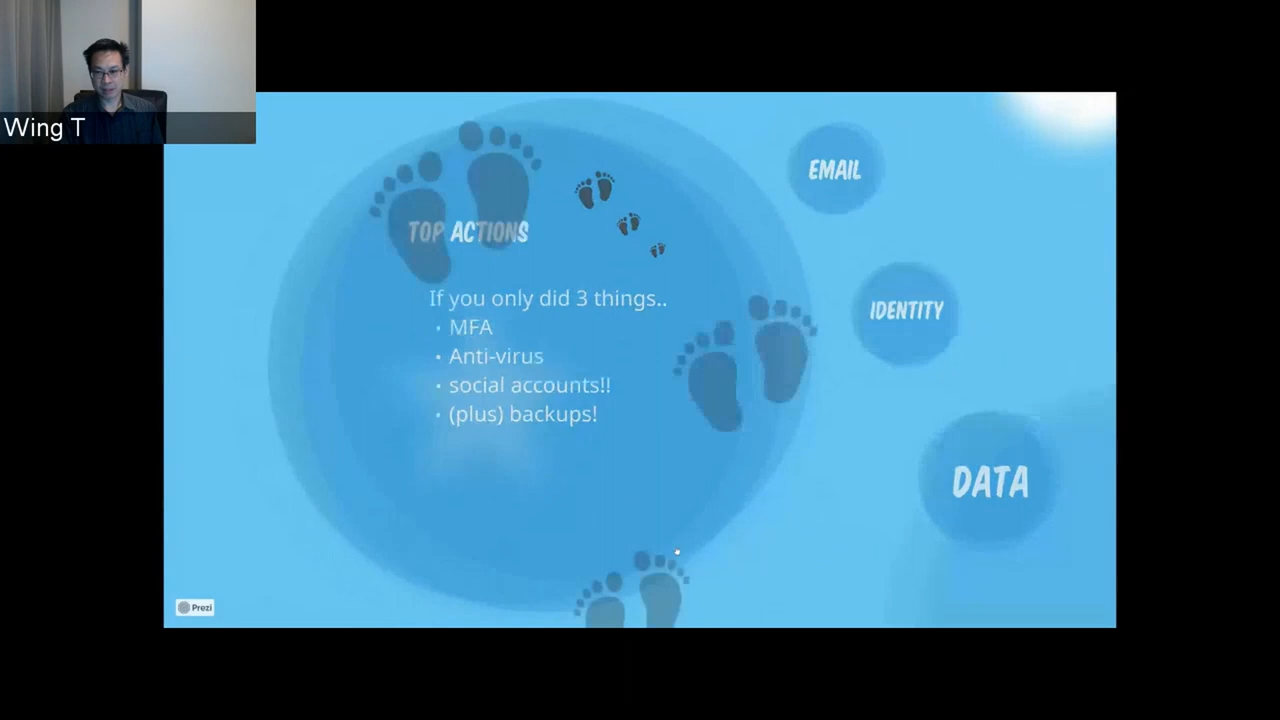 Wing T
TOP ACTIONS
If you only did 3 things..
· MFA
· Anti-virus
· social accounts!!
· (plus) backups!
EMAIL
IDENTITY
DATA
Prezi